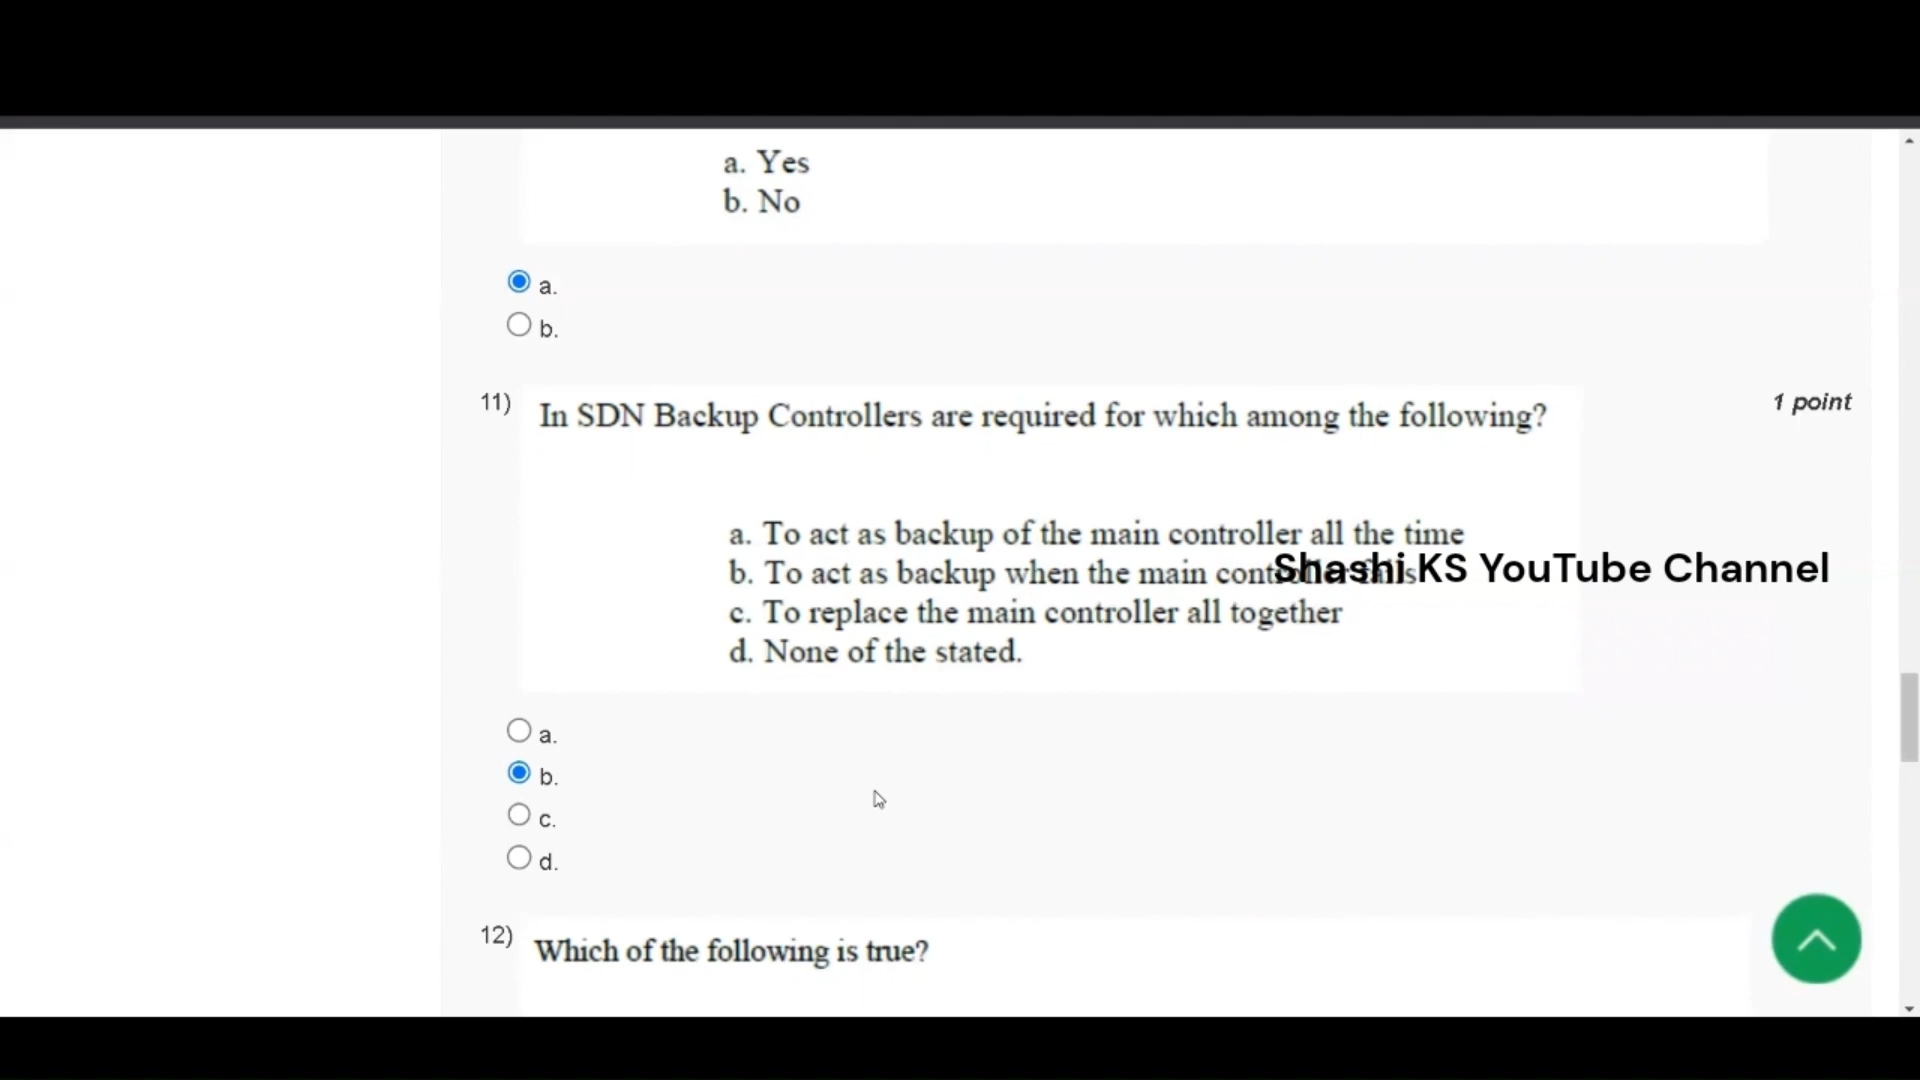 a. Yes
b. No
a.
b.
11) In SDN Backup Controllers are required for which among the following? 1 point
a. To act as backup of the main controller all the time
b. To act as backup when the main controller fails
Shashi KS YouTube Channel
c. To replace the main controller all together
d. None of the stated.
a.
b.
c.
d.
12) Which of the following is true?